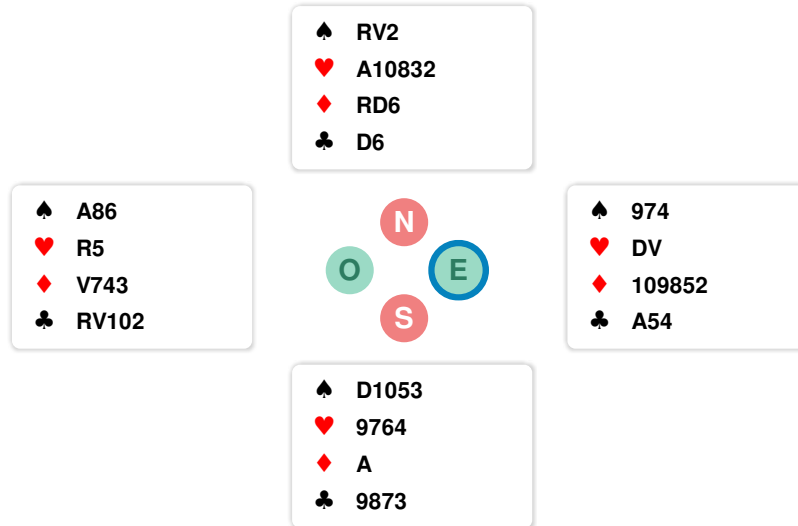 ♠ RV2
♥ A10832
♦ RD6
♣ D6
♠ A86
♥ R5
♦ V743
♣ RV102
N
O E
S
♠ 974
♥ DV
♦ 109852
♣ A54
♠ D1053
♥ 9764
♦ A
♣ 9873